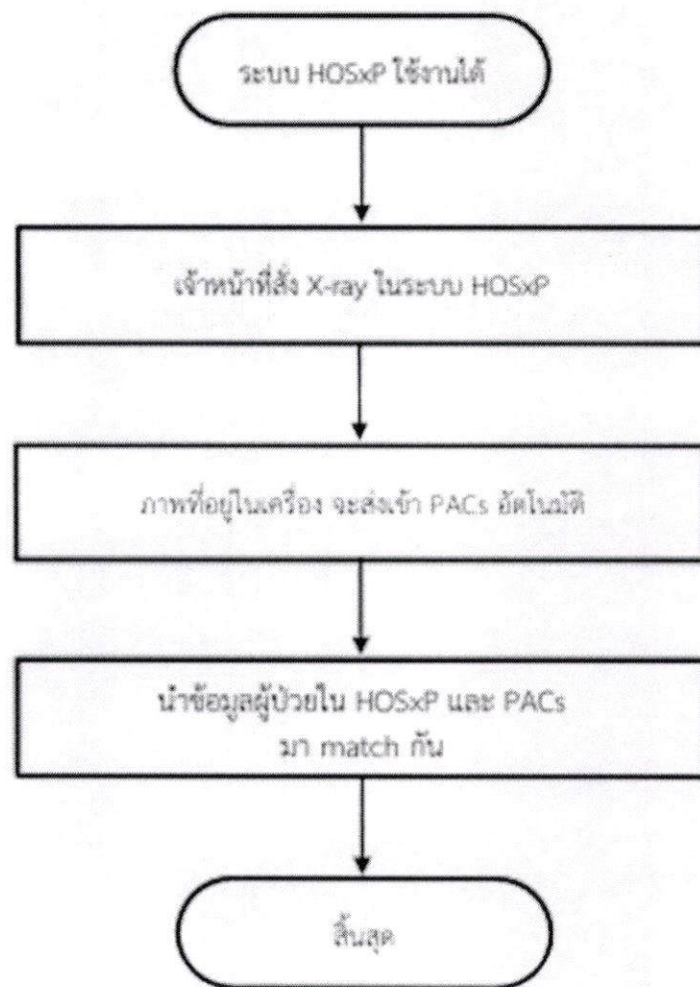 ระบบ HOSxP ใช้งานได้
เจ้าหน้าที่สั่ง X-ray ในระบบ HOSxP
ภาพที่อยู่ในเครื่อง จะส่งเข้า PACs อัตโนมัติ
นำข้อมูลผู้ป่วยใน HOSxP และ PACs
มา match กัน
สิ้นสุด